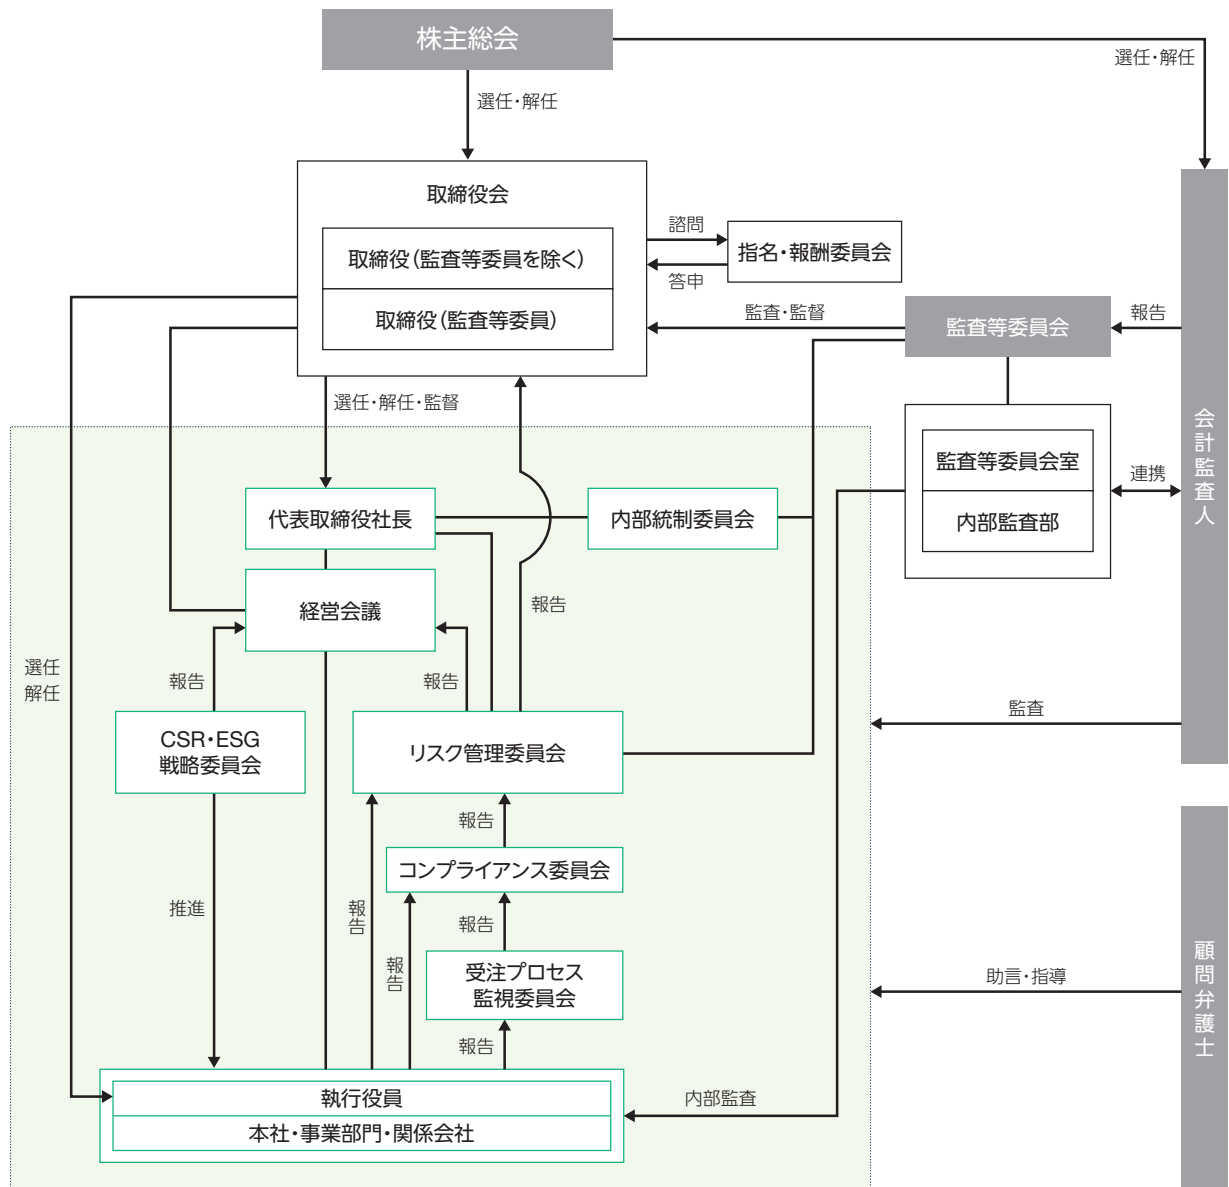 株主総会
選任・解任
選任・解任
取締役会
取締役（監査等委員を除く）
取締役（監査等委員）
諮問
指名・報酬委員会
答申
監査・監督
監査等委員会
報告
選任・解任・監督
会計監査人
監査等委員会室
内部監査部
連携
代表取締役社長
内部統制委員会
経営会議
報告
選任
解任
報告
報告
CSR・ESG
戦略委員会
リスク管理委員会
監査
報告
コンプライアンス委員会
推進
報告
報告
報告
受注プロセス
監視委員会
報告
助言・指導
顧問弁護士
執行役員
本社・事業部門・関係会社
内部監査